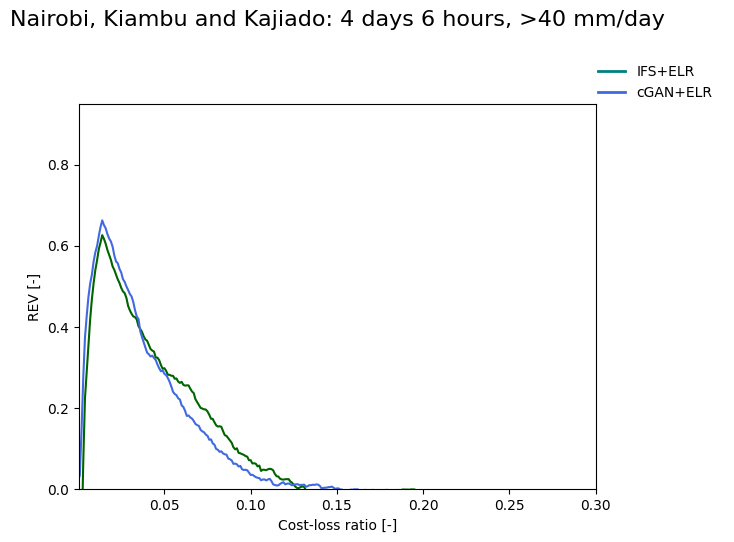 Nairobi, Kiambu and Kajiado: 4 days 6 hours, >40 mm/day
IFS+ELR
cGAN+ELR
0.8
0.6
0.4
0.2
0.0
REV [-]
0.05 0.10 0.15 0.20 0.25 0.30
Cost-loss ratio [-]